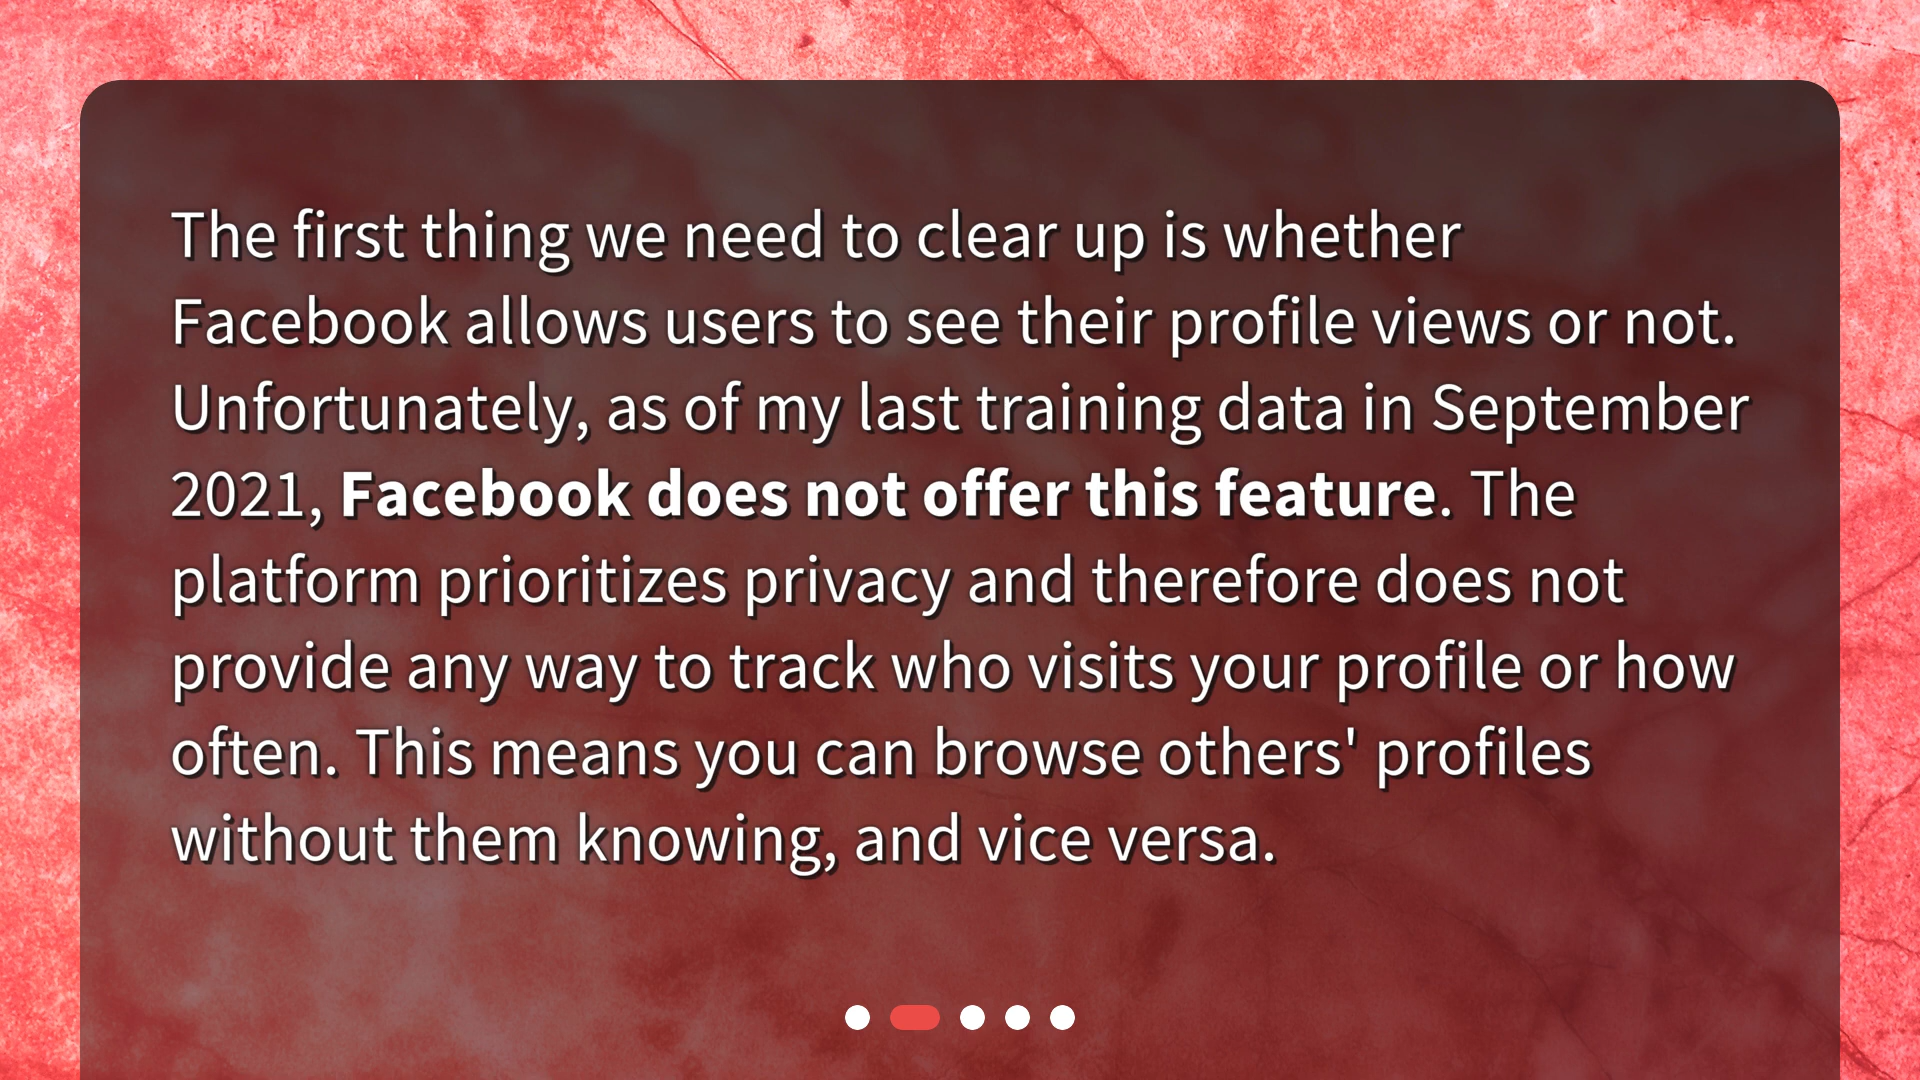 The first thing we need to clear up is whether
Facebook allows users to see their profile views or not.
Unfortunately, as of my last training data in September
2021, Facebook does not offer this feature. The
platform prioritizes privacy and therefore does not
provide any way to track who visits your profile or how
often. This means you can browse others' profiles
without them knowing, and vice versa.